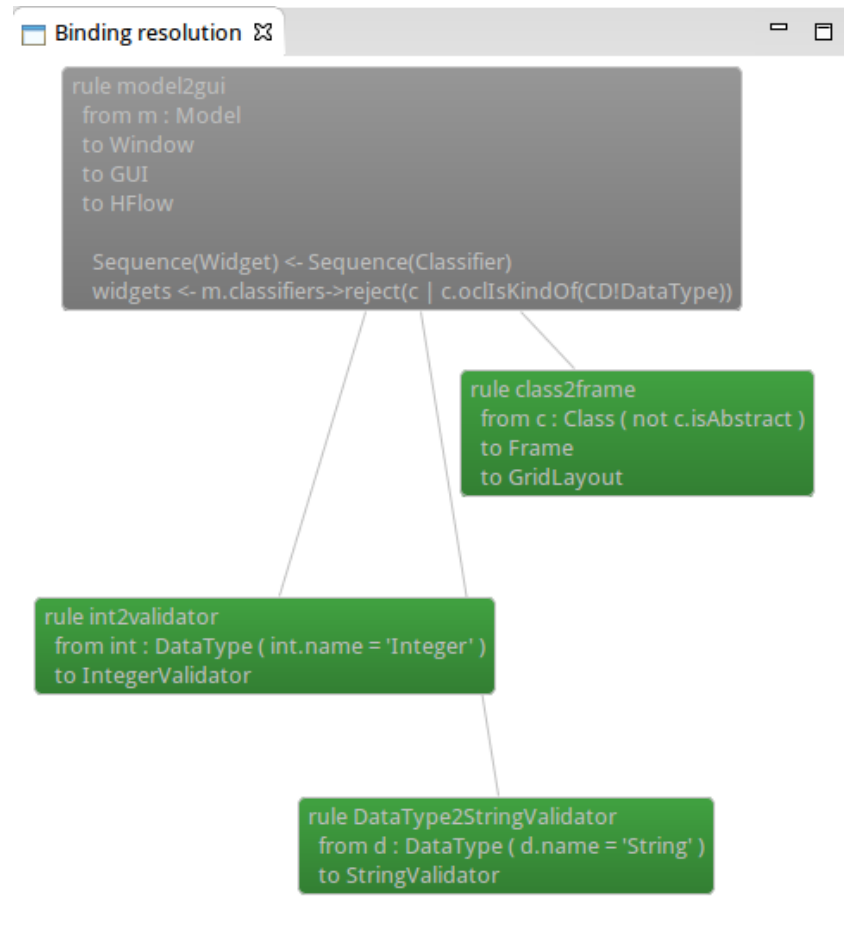 Binding resolution
rule model2gui
from m : Model
to Window
to GUI
to HFlow
Sequence(Widget) <- Sequence(Classifier)
widgets <- m.classifiers->reject(c | c.oclIsKindOf(CD!DataType))
rule class2frame
from c : Class ( not c.isAbstract )
to Frame
to GridLayout
rule int2validator
from int : DataType ( int.name = 'Integer' )
to IntegerValidator
rule DataType2StringValidator
from d : DataType ( d.name = 'String' )
to StringValidator